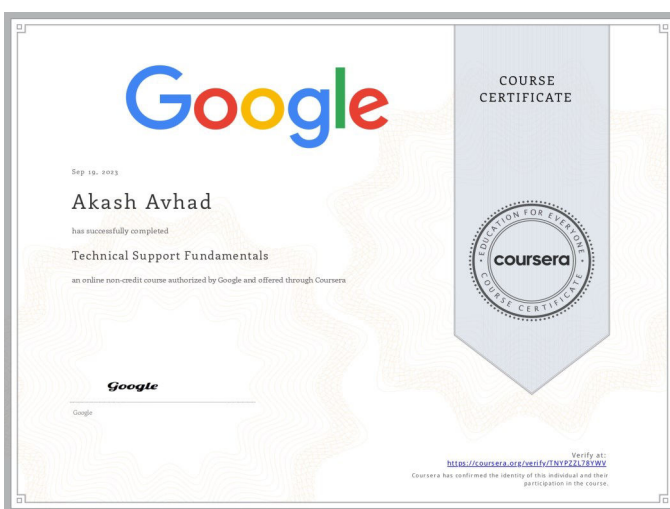 Google
COURSE
CERTIFICATE
Sep 19, 2023
Akash Avhad
has successfully completed
Technical Support Fundamentals
an online non-credit course authorized by Google and offered through Coursera
EDUCATION FOR EVERYONE
coursera
COURSE CERTIFICATE
Google
Google
Verify at:
https://coursera.org/verify/TNYPZZL78YWV
Coursera has confirmed the identity of this individual and their
participation in the course.